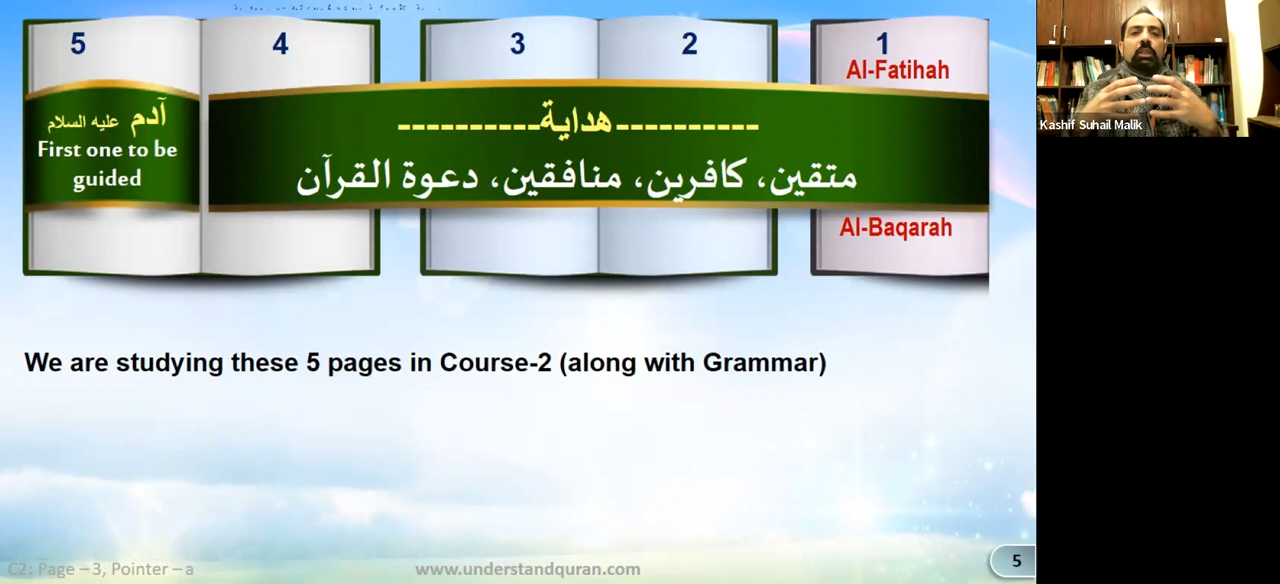 5
4
3
2
1
Al-Fatihah
آدم عليه السلام
First one to be
guided
----------هداية----------
متقين، كافرين، منافقين، دعوة القرآن
Al-Baqarah
Kashif Suhail Malik
We are studying these 5 pages in Course-2 (along with Grammar)
C2: Page – 3, Pointer – a
www.understandquran.com
5